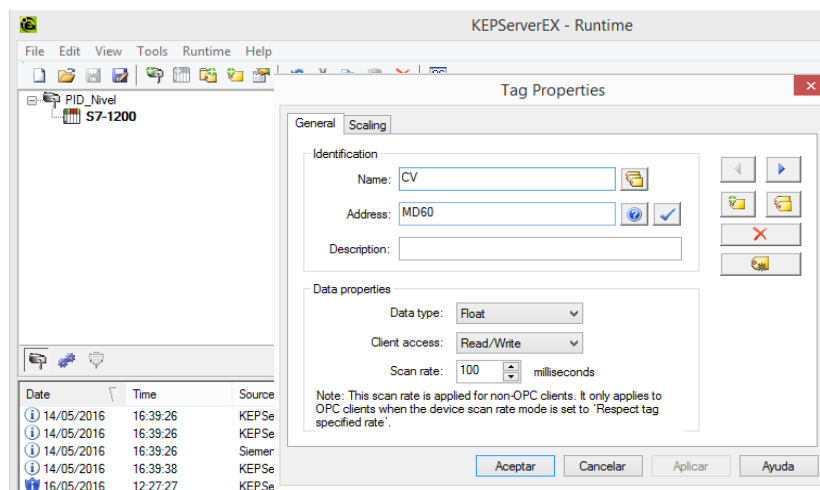 KEPServerEX - Runtime
File Edit View Tools Runtime Help
PID_Nivel
S7-1200
Tag Properties
General Scaling
Identification
Name: CV
Address: MD60
Description:
Data properties
Data type: Float
Client access: Read/Write
Scan rate: 100 milliseconds
Note: This scan rate is applied for non-OPC clients. It only applies to
OPC clients when the device scan rate mode is set to 'Respect tag
specified rate'.
Aceptar Cancelar Aplicar Ayuda
Date Time Source
14/05/2016 16:39:26 KEPSe
14/05/2016 16:39:26 KEPSe
14/05/2016 16:39:26 Siemer
14/05/2016 16:39:38 KEPSe
16/05/2016 12:27:27 KEPSe